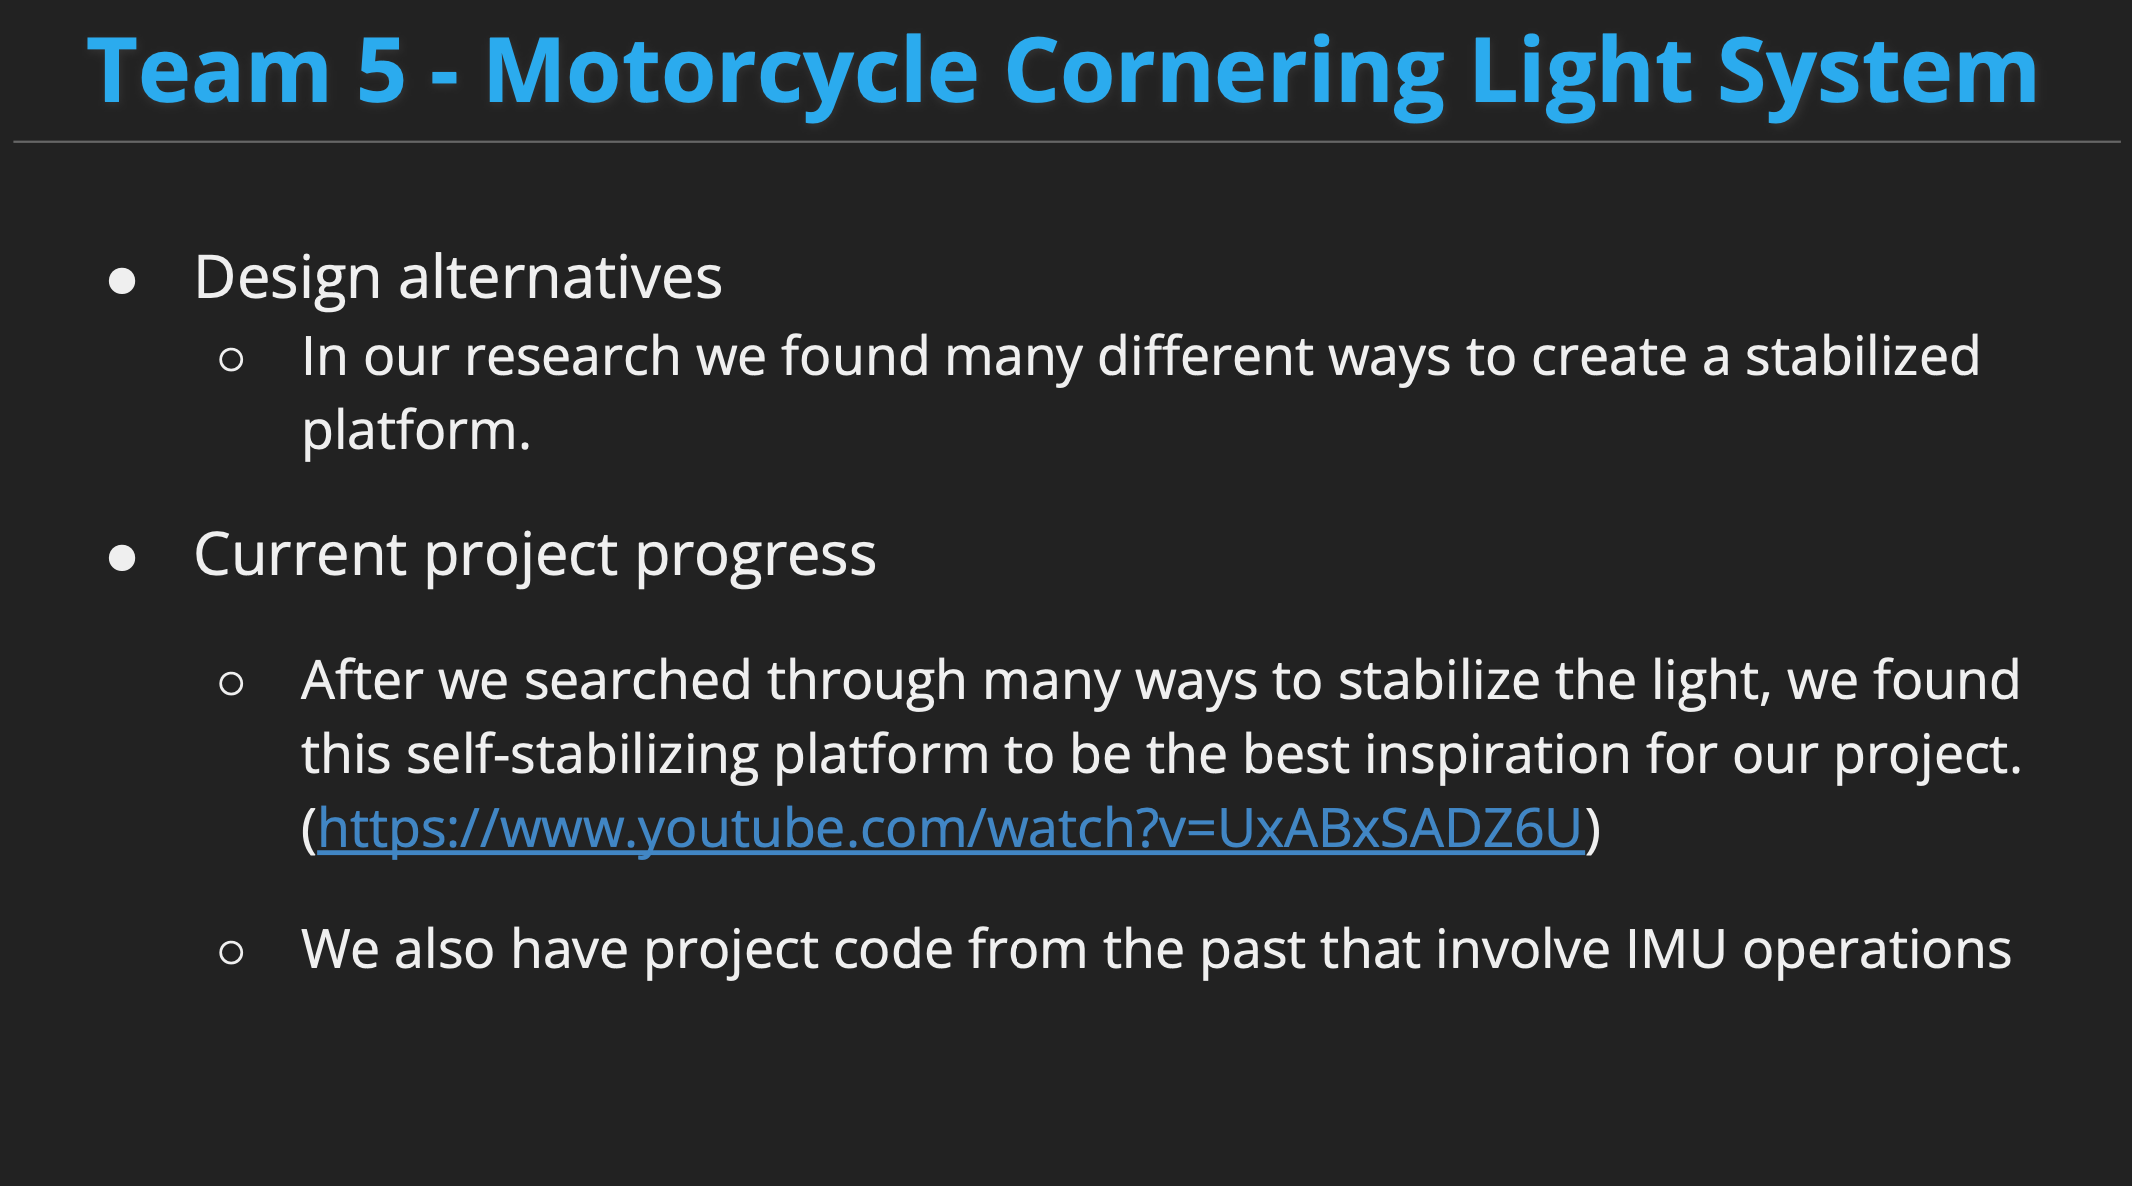 Team 5 - Motorcycle Cornering Light System
● Design alternatives
○ In our research we found many different ways to create a stabilized
platform.
● Current project progress
○ After we searched through many ways to stabilize the light, we found
this self-stabilizing platform to be the best inspiration for our project.
(https://www.youtube.com/watch?v=UxABxSADZ6U)
○ We also have project code from the past that involve IMU operations